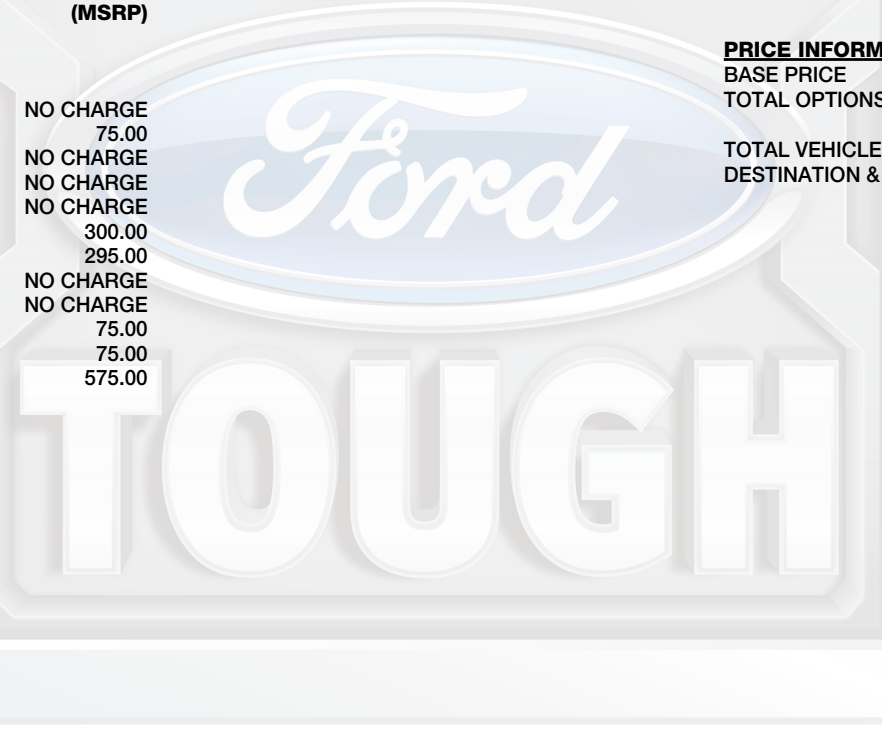 (MSRP)
NO CHARGE
75.00
NO CHARGE
NO CHARGE
NO CHARGE
300.00
295.00
NO CHARGE
NO CHARGE
75.00
75.00
575.00
PRICE INFORM
BASE PRICE
TOTAL OPTIONS
TOTAL VEHICLE
DESTINATION &
Ford
TOUGH